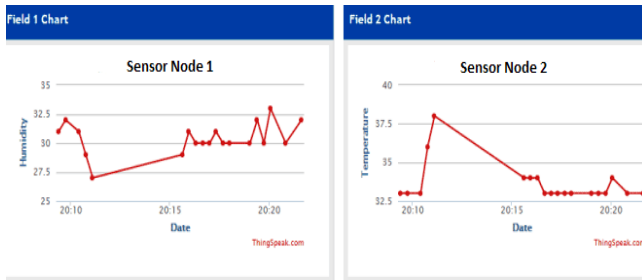 Field 1 Chart
Sensor Node 1
35
32.5
30
27.5
25
Humidity
20:10
20:15
20:20
Date
ThingSpeak.com
Field 2 Chart
Sensor Node 2
40
37.5
35
32.5
Temperature
20:10
20:15
20:20
Date
ThingSpeak.com